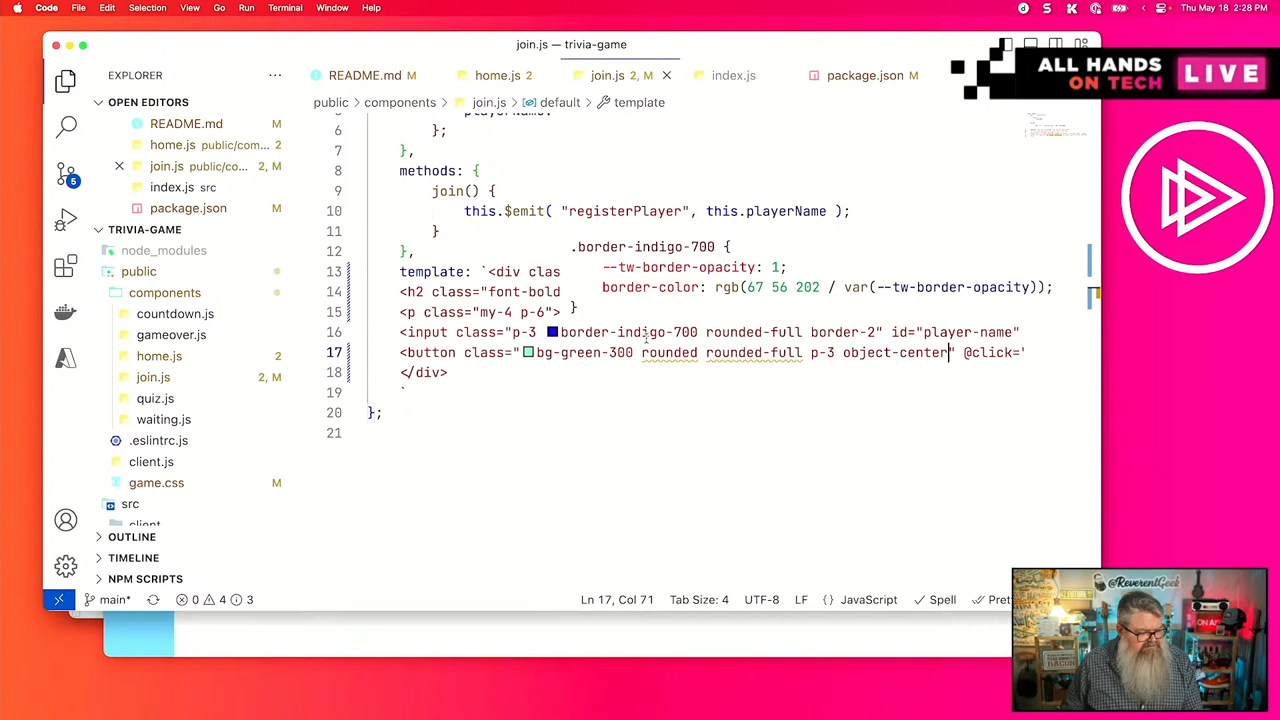 Code File Edit Selection View Go Run Terminal Window Help Thu May 18 2:28 PM
join.js — trivia-game
ALL HANDS
ON TECH
LIVE
EXPLORER ···
README.md M home.js 2 join.js 2, M index.js package.json M
public > components > join.js > default > template
OPEN EDITORS
README.md M
home.js public/com... 2
join.js public/co... 2, M
index.js src
package.json M
TRIVIA-GAME
node_modules
public
components
countdown.js
gameover.js
home.js 2
join.js 2
quiz.js
waiting.js
.eslintrc.js
client.js
game.css M
src
client
OUTLINE
TIMELINE
NPM SCRIPTS
6 };
7 },
8 methods: {
9 join() {
10 this.$emit( "registerPlayer", this.playerName );
11 }
12 },
13 template: `<div clas
14 <h2 class="font-bold
15 <p class="my-4 p-6">
16 <input class="p-3 border-indigo-700 rounded-full border-2" id="player-name"
17 <button class="bg-green-300 rounded rounded-full p-3 object-center" @click='
18 </div>
19 `
20 };
21
.border-indigo-700 {
--tw-border-opacity: 1;
border-color: rgb(67 56 202 / var(--tw-border-opacity));
}
5
main* 0 4 3 Ln 17, Col 71 Tab Size: 4 UTF-8 LF {} JavaScript Spell Pret
@ReverentGeek
ON AIR
BACON